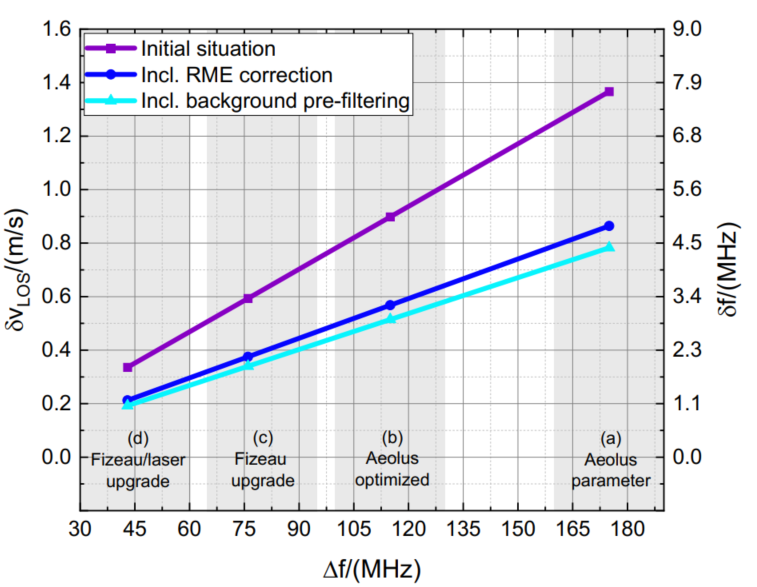 Initial situation
Incl. RME correction
Incl. background pre-filtering
1.6
1.4
1.2
1.0
0.8
0.6
0.4
0.2
0.0
δv_LOS/(m/s)
9.0
7.9
6.8
5.6
4.5
3.4
2.3
1.1
0.0
δf/(MHz)
(d)
Fizeau/laser
upgrade
(c)
Fizeau
upgrade
(b)
Aeolus
optimized
(a)
Aeolus
parameter
30 45 60 75 90 105 120 135 150 165 180
Δf/(MHz)